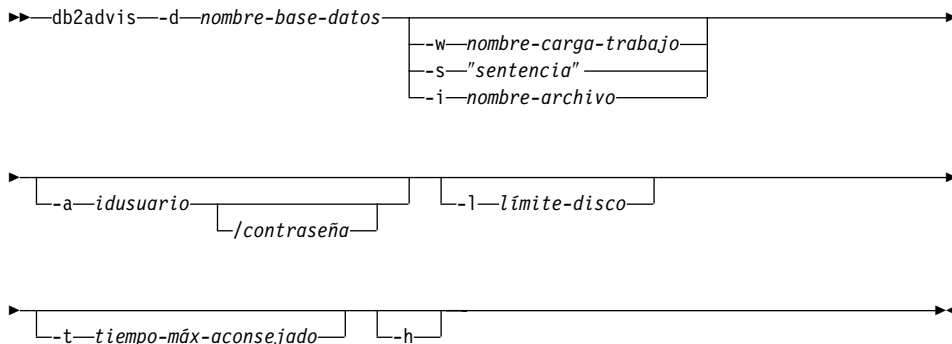 db2advis -d nombre-base-datos
-w nombre-carga-trabajo
-s "sentencia"
-i nombre-archivo
-a idusuario
/contraseña
-l límite-disco
-t tiempo-máx-aconsejado
-h